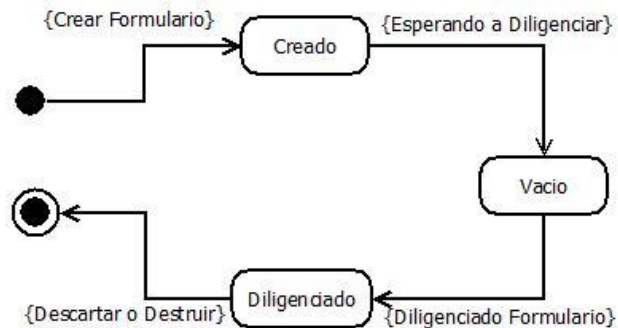 {Crear Formulario}
Creado
{Esperando a Diligenciar}
Vacio
{Diligenciado Formulario}
Diligenciado
{Descartar o Destruir}